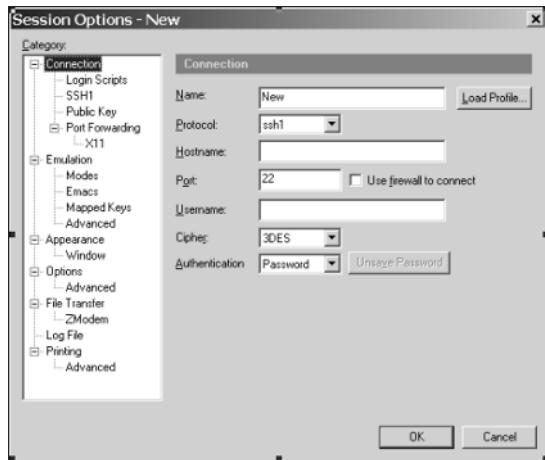 Session Options - New
Category:
Connection
Login Scripts
SSH1
Public Key
Port Forwarding
X11
Emulation
Modes
Emacs
Mapped Keys
Advanced
Appearance
Window
Options
Advanced
File Transfer
ZModem
Log File
Printing
Advanced
Connection
Name: New Load Profile...
Protocol: ssh1
Hostname:
Port: 22 Use firewall to connect
Username:
Cipher: 3DES
Authentication Password Unsave Password
OK Cancel